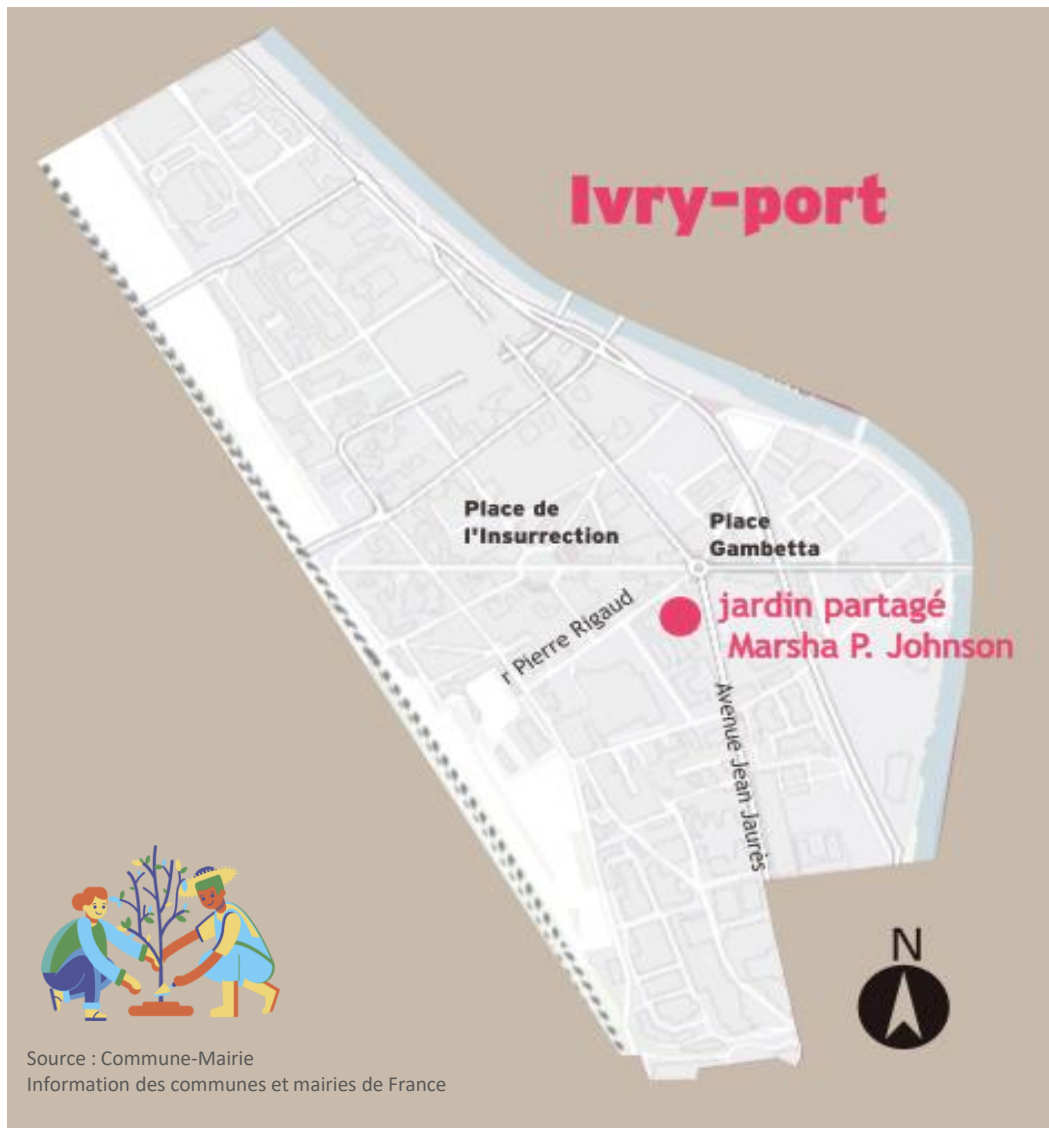 Ivry-port
Place de
l'Insurrection
Place
Gambetta
jardin partagé
Marsha P. Johnson
r Pierre Rigaud
Avenue Jean Jaurès
N
Source : Commune-Mairie
Information des communes et mairies de France